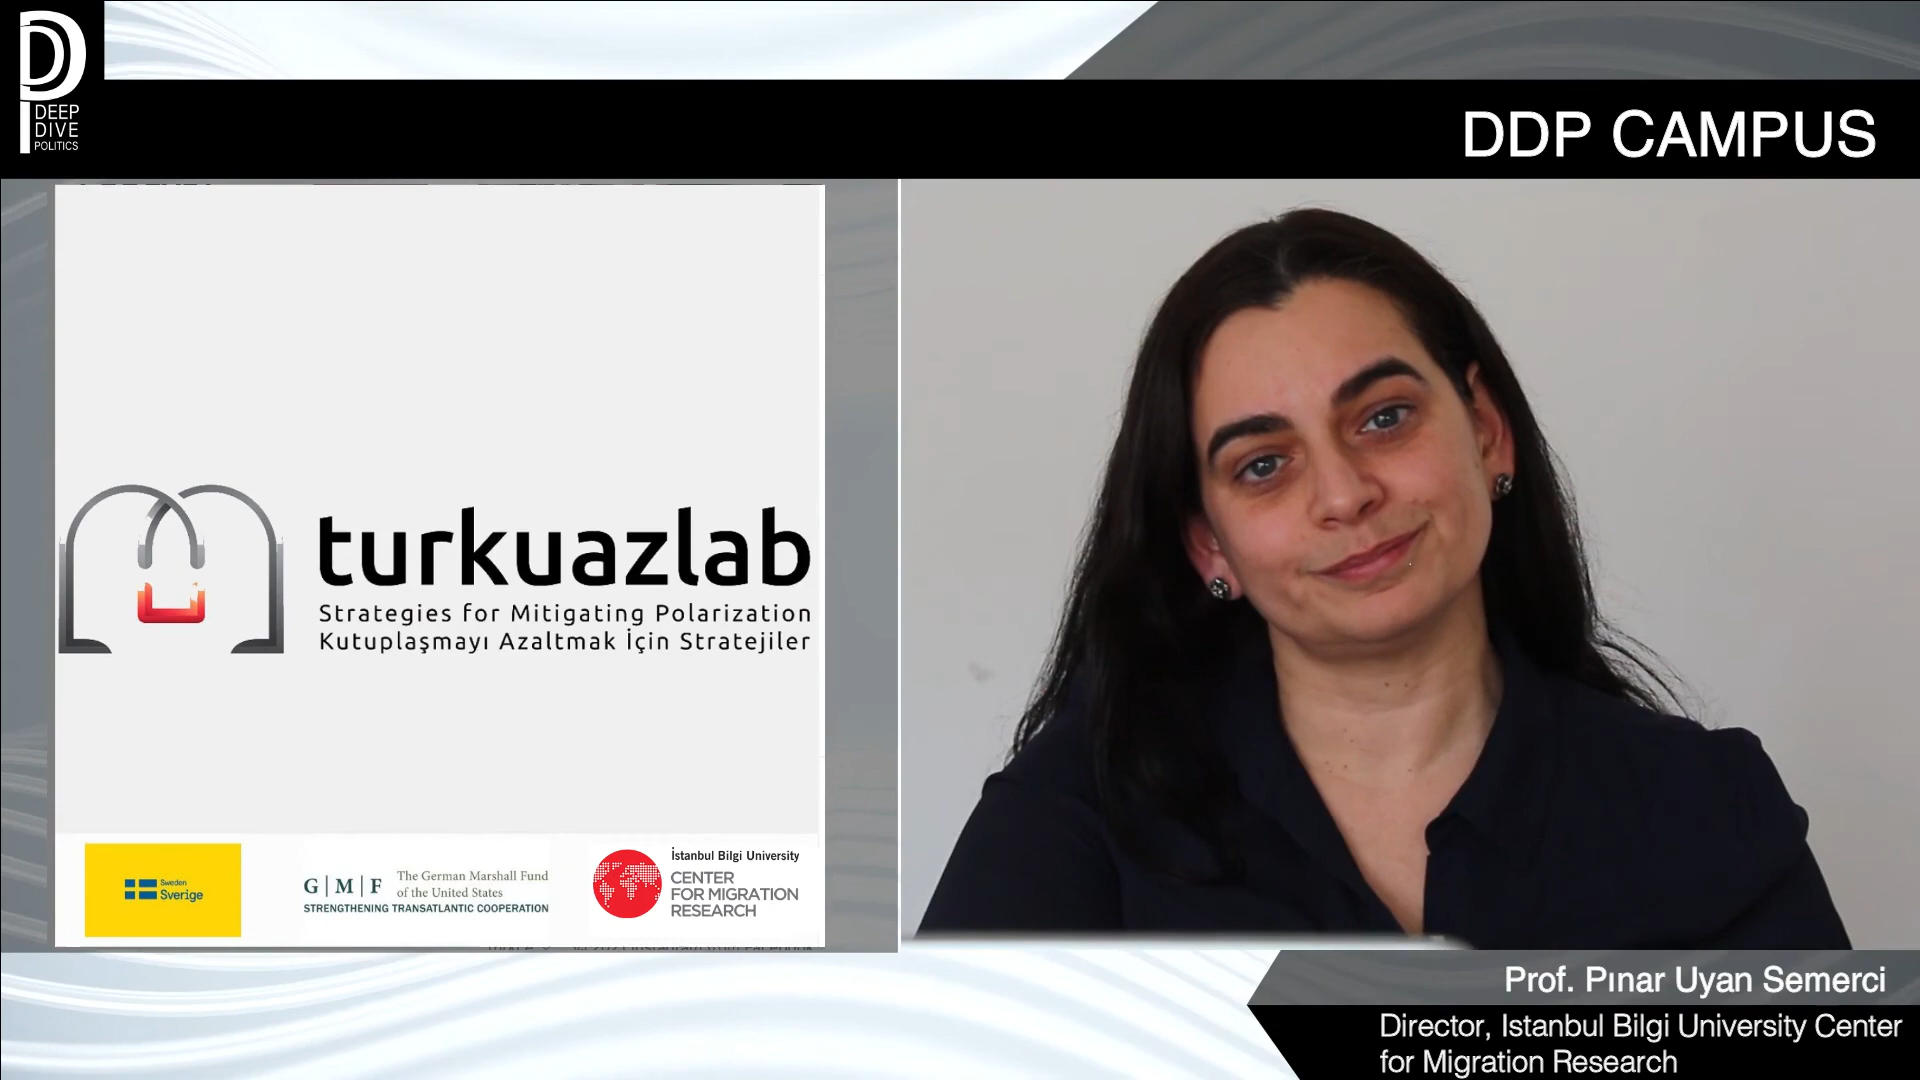 DEEP
DIVE
POLITICS
DDP CAMPUS
turkuazlab
Strategies for Mitigating Polarization
Kutuplaşmayı Azaltmak İçin Stratejiler
Sweden
Sverige
G|M|F
The German Marshall Fund
of the United States
STRENGTHENING TRANSATLANTIC COOPERATION
İstanbul Bilgi University
CENTER
FOR MIGRATION
RESEARCH
Prof. Pınar Uyan Semerci
Director, Istanbul Bilgi University Center
for Migration Research